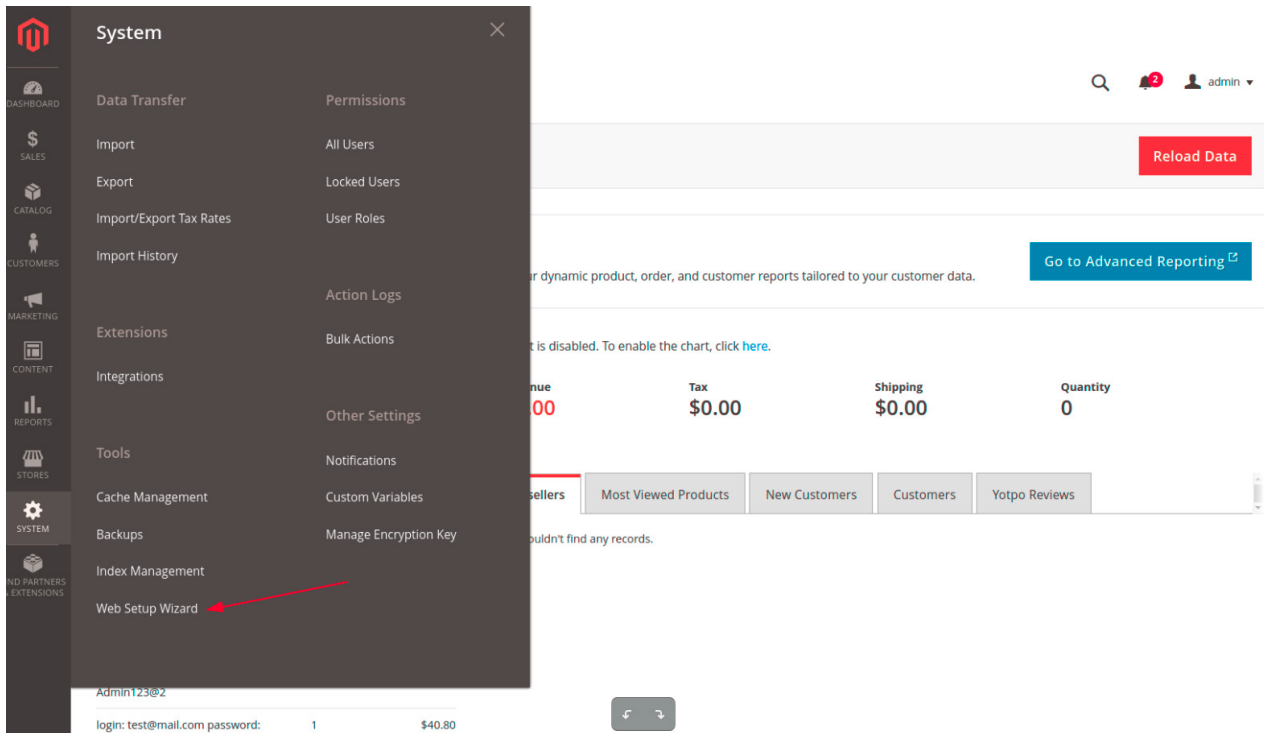 System
Data Transfer
Import
Export
Import/Export Tax Rates
Import History
Extensions
Integrations
Tools
Cache Management
Backups
Index Management
Web Setup Wizard
Permissions
All Users
Locked Users
User Roles
Action Logs
Bulk Actions
Other Settings
Notifications
Custom Variables
Manage Encryption Key
DASHBOARD
SALES
CATALOG
CUSTOMERS
MARKETING
CONTENT
REPORTS
STORES
SYSTEM
ND PARTNERS
EXTENSIONS
2
admin
Reload Data
ur dynamic product, order, and customer reports tailored to your customer data.
Go to Advanced Reporting
t is disabled. To enable the chart, click here.
nue
Tax
Shipping
Quantity
.00
$0.00
$0.00
0
sellers
Most Viewed Products
New Customers
Customers
Yotpo Reviews
ouldn't find any records.
Admin123@2
login: test@mail.com password:
1
$40.80